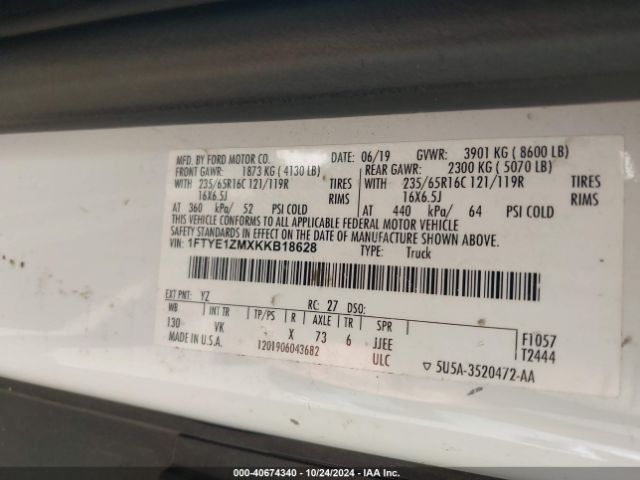 MFD. BY FORD MOTOR CO. DATE: 06/19 GVWR: 3901 KG ( 8600 LB)
FRONT GAWR: 1873 KG ( 4130 LB) REAR GAWR: 2300 KG ( 5070 LB)
WITH 235/65R16C 121/119R TIRES WITH 235/65R16C 121/119R TIRES
16X6.5J RIMS 16X6.5J RIMS
AT 360 kPa/ 52 PSI COLD AT 440 kPa/ 64 PSI COLD
THIS VEHICLE CONFORMS TO ALL APPLICABLE FEDERAL MOTOR VEHICLE
SAFETY STANDARDS IN EFFECT ON THE DATE OF MANUFACTURE SHOWN ABOVE.
VIN: 1FTYE1ZMXKKB18628 TYPE: Truck
EXT PNT: YZ RC: 27 DSO:
WB INT TR TP/PS R AXLE TR SPR
130 VK X 73 6 JJEE F1057
MADE IN U.S.A. 1201906043682 ULC T2444
▽ 5U5A-3520472-AA
000-40674340 • 10/24/2024 • IAA Inc.